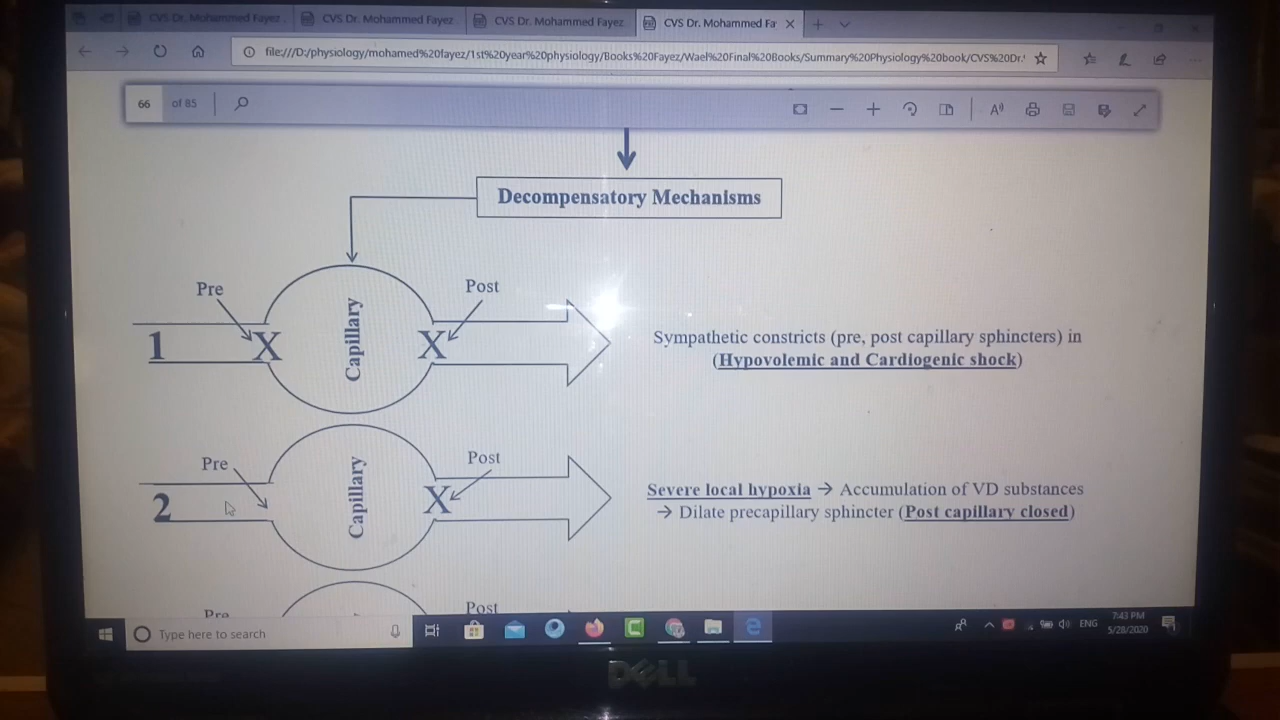 CVS Dr. Mohammed Fayez
CVS Dr. Mohammed Fayez
CVS Dr. Mohammed Fayez
CVS Dr. Mohammed Fa
file:///D:/physiology/mohamed%20fayez/1st%20year%20physiology/Books%20Fayez/Wael%20Final%20Books/Summary%20Physiology%20book/CVS%20Dr.
66 of 85
Decompensatory Mechanisms
Pre
Post
1
X
Capillary
X
Sympathetic constricts (pre, post capillary sphincters) in
(Hypovolemic and Cardiogenic shock)
Pre
Post
2
Capillary
X
Severe local hypoxia → Accumulation of VD substances
→ Dilate precapillary sphincter (Post capillary closed)
Pre
Post
Type here to search
ENG
7:43 PM
5/28/2020
DELL